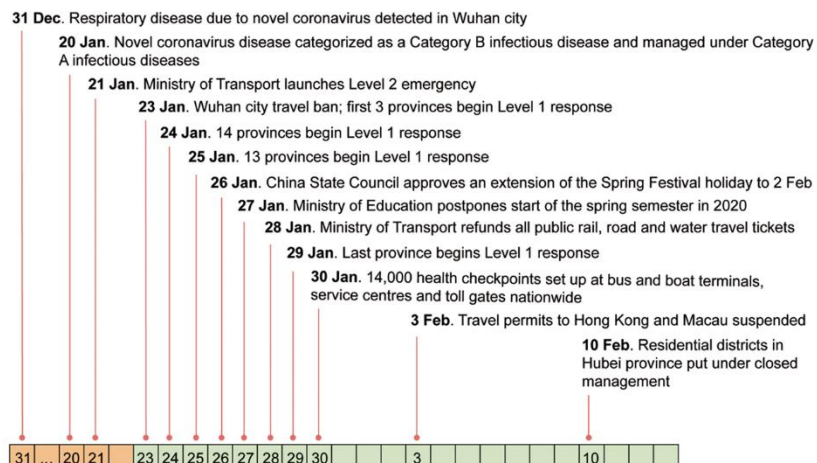 31 Dec. Respiratory disease due to novel coronavirus detected in Wuhan city
20 Jan. Novel coronavirus disease categorized as a Category B infectious disease and managed under Category
A infectious diseases
21 Jan. Ministry of Transport launches Level 2 emergency
23 Jan. Wuhan city travel ban; first 3 provinces begin Level 1 response
24 Jan. 14 provinces begin Level 1 response
25 Jan. 13 provinces begin Level 1 response
26 Jan. China State Council approves an extension of the Spring Festival holiday to 2 Feb
27 Jan. Ministry of Education postpones start of the spring semester in 2020
28 Jan. Ministry of Transport refunds all public rail, road and water travel tickets
29 Jan. Last province begins Level 1 response
30 Jan. 14,000 health checkpoints set up at bus and boat terminals,
service centres and toll gates nationwide
3 Feb. Travel permits to Hong Kong and Macau suspended
10 Feb. Residential districts in
Hubei province put under closed
management
31 ... 20 21 23 24 25 26 27 28 29 30 3 10